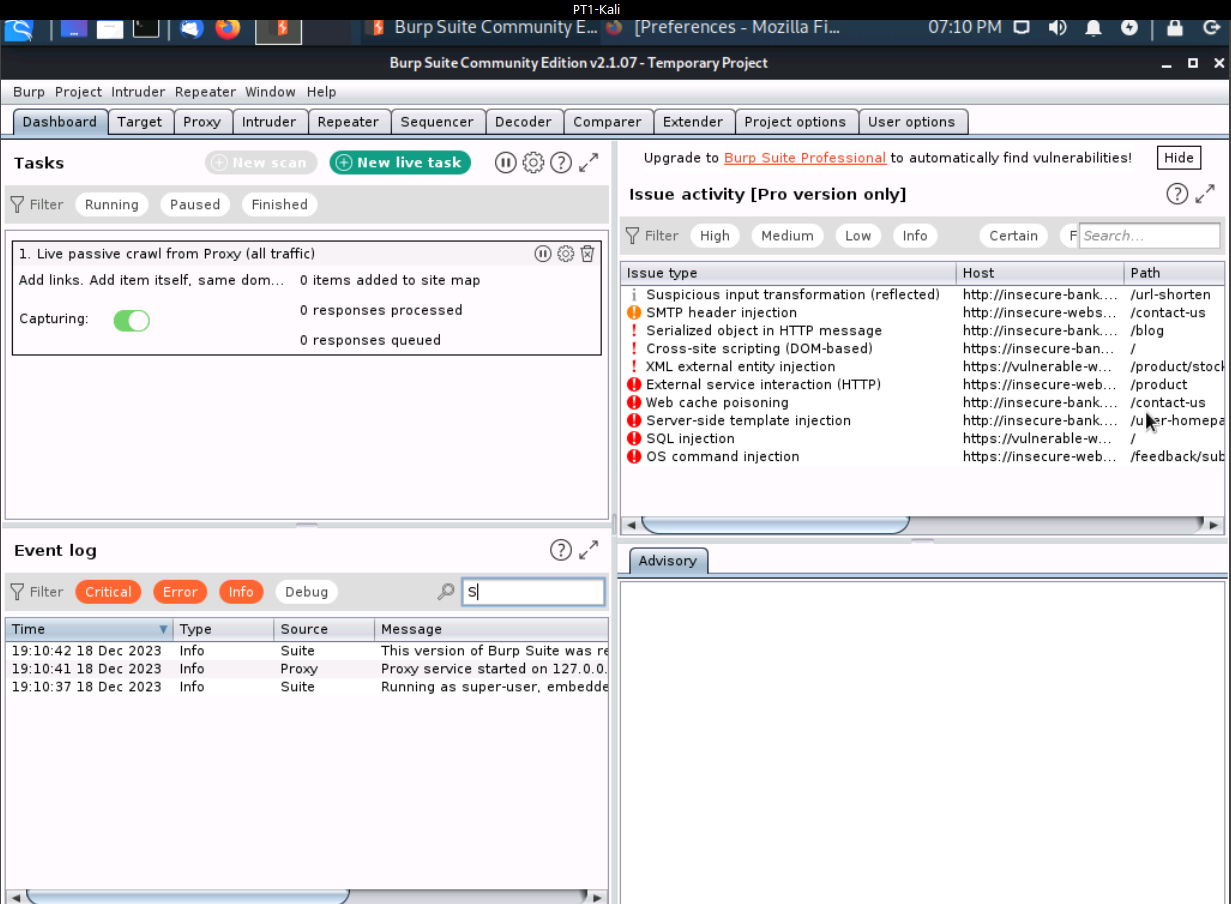 PT1-Kali
Burp Suite Community E... [Preferences - Mozilla Fi... 07:10 PM
Burp Suite Community Edition v2.1.07 - Temporary Project
Burp Project Intruder Repeater Window Help
Dashboard Target Proxy Intruder Repeater Sequencer Decoder Comparer Extender Project options User options
Tasks New scan New live task
Filter Running Paused Finished
1. Live passive crawl from Proxy (all traffic)
Add links. Add item itself, same dom... 0 items added to site map
0 responses processed
Capturing:
0 responses queued
Upgrade to Burp Suite Professional to automatically find vulnerabilities! Hide
Issue activity [Pro version only]
Filter High Medium Low Info Certain F Search...
Issue type Host Path
Suspicious input transformation (reflected) http://insecure-bank.... /url-shorten
SMTP header injection http://insecure-webs... /contact-us
Serialized object in HTTP message http://insecure-bank.... /blog
Cross-site scripting (DOM-based) https://insecure-ban... /
XML external entity injection https://vulnerable-w... /product/stock
External service interaction (HTTP) https://insecure-web... /product
Web cache poisoning http://insecure-bank.... /contact-us
Server-side template injection http://insecure-bank....
SQL injection https://vulnerable-w... /
OS command injection https://insecure-web... /feedback/sub
Event log
Filter Critical Error Info Debug S
Time Type Source Message
19:10:42 18 Dec 2023 Info Suite This version of Burp Suite was re
19:10:41 18 Dec 2023 Info Proxy Proxy service started on 127.0.0.
19:10:37 18 Dec 2023 Info Suite Running as super-user, embedde
Advisory